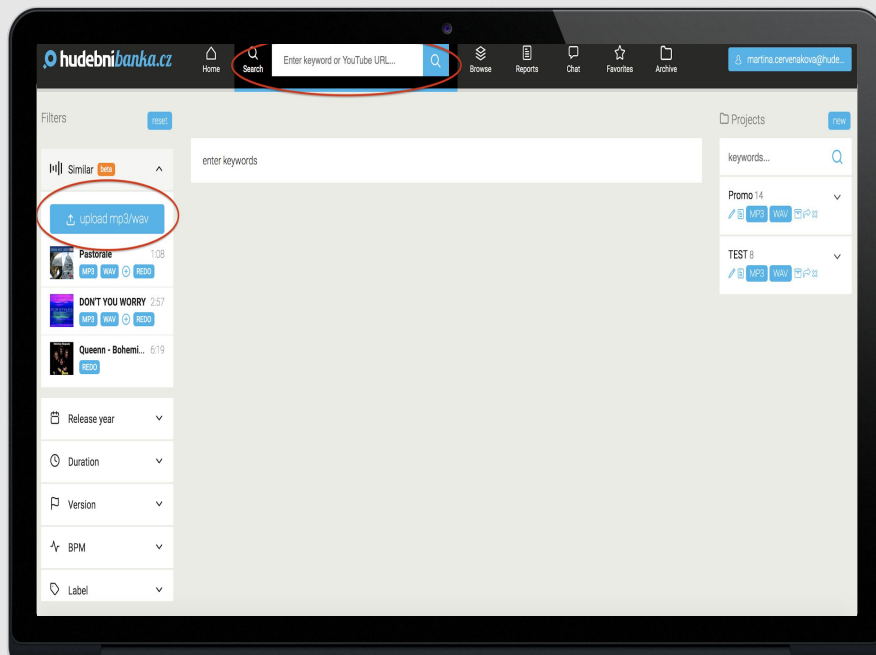 hudebnibanka.cz
Home
Search
Enter keyword or YouTube URL...
Browse
Reports
Chat
Favorites
Archive
martina.cervenakova@hude...
Filters
reset
Similar beta
upload mp3/wav
Pastorale 1:08
MP3 WAV REDO
DON'T YOU WORRY 2:57
MP3 WAV REDO
Queenn - Bohemi... 6:19
REDO
Release year
Duration
Version
BPM
Label
enter keywords
Projects
new
keywords...
Promo 14
MP3 WAV
TEST 8
MP3 WAV